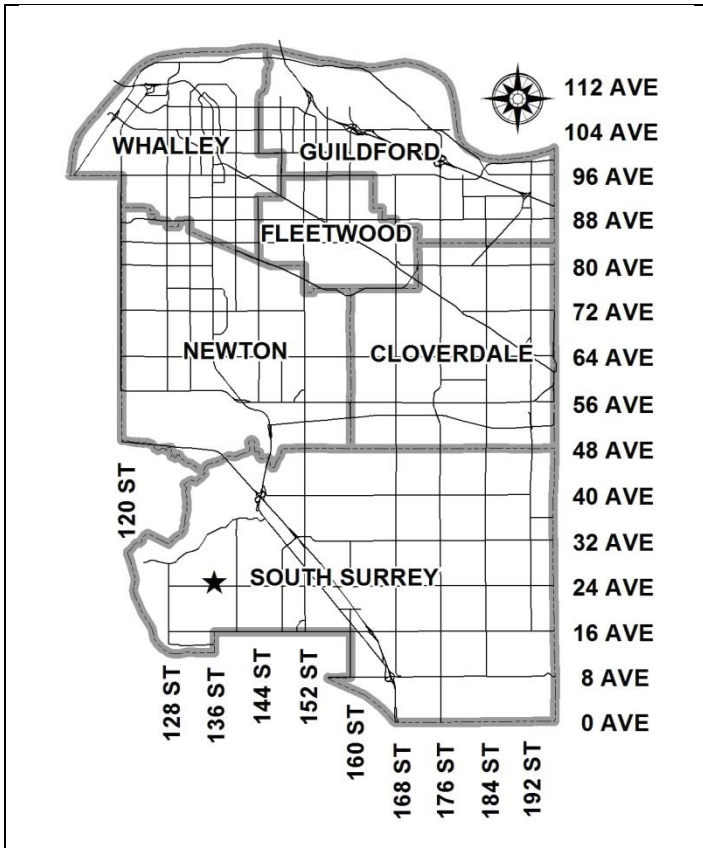 112 AVE
104 AVE
WHALLEY
GUILDFORD
96 AVE
88 AVE
FLEETWOOD
80 AVE
72 AVE
NEWTON
CLOVERDALE
64 AVE
56 AVE
48 AVE
120 ST
40 AVE
32 AVE
SOUTH SURREY
24 AVE
16 AVE
128 ST
136 ST
144 ST
152 ST
8 AVE
160 ST
0 AVE
168 ST
176 ST
184 ST
192 ST